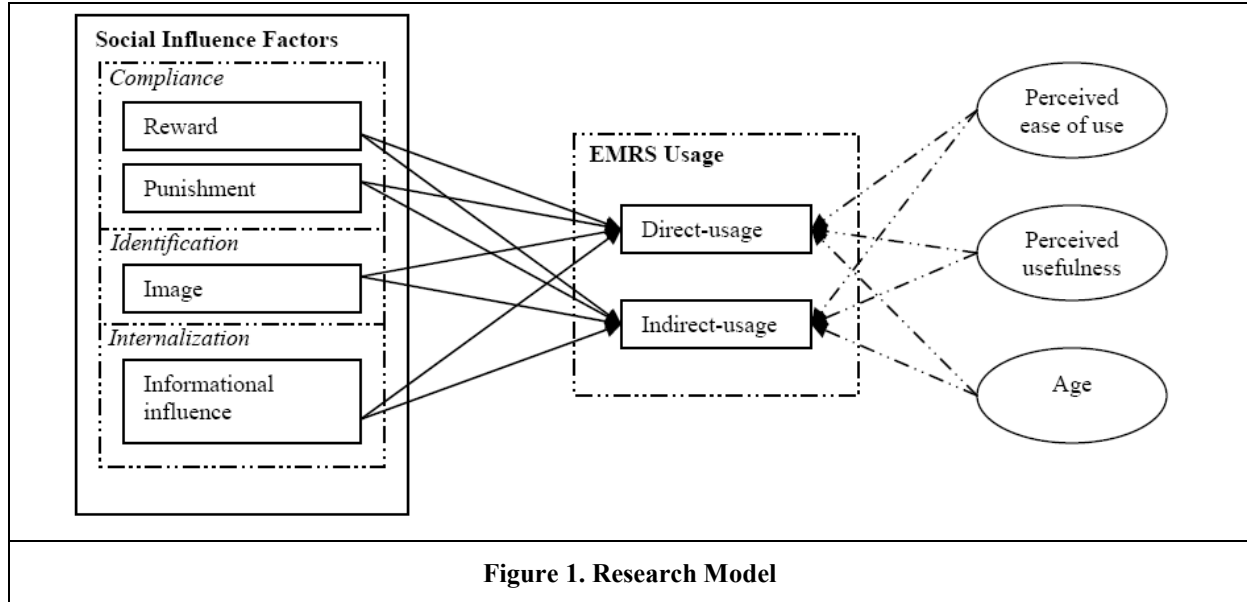 Social Influence Factors
Compliance
Reward
Punishment
Identification
Image
Internalization
Informational
influence
EMRS Usage
Direct-usage
Indirect-usage
Perceived
ease of use
Perceived
usefulness
Age
Figure 1. Research Model